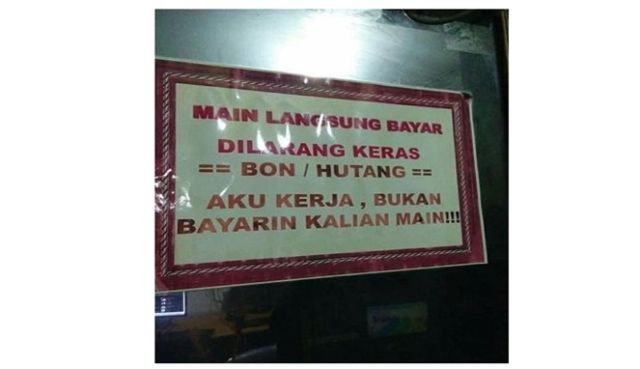 MAIN LANGSUNG BAYAR
DILARANG KERAS
== BON / HUTANG ==
AKU KERJA , BUKAN
BAYARIN KALIAN MAIN!!!